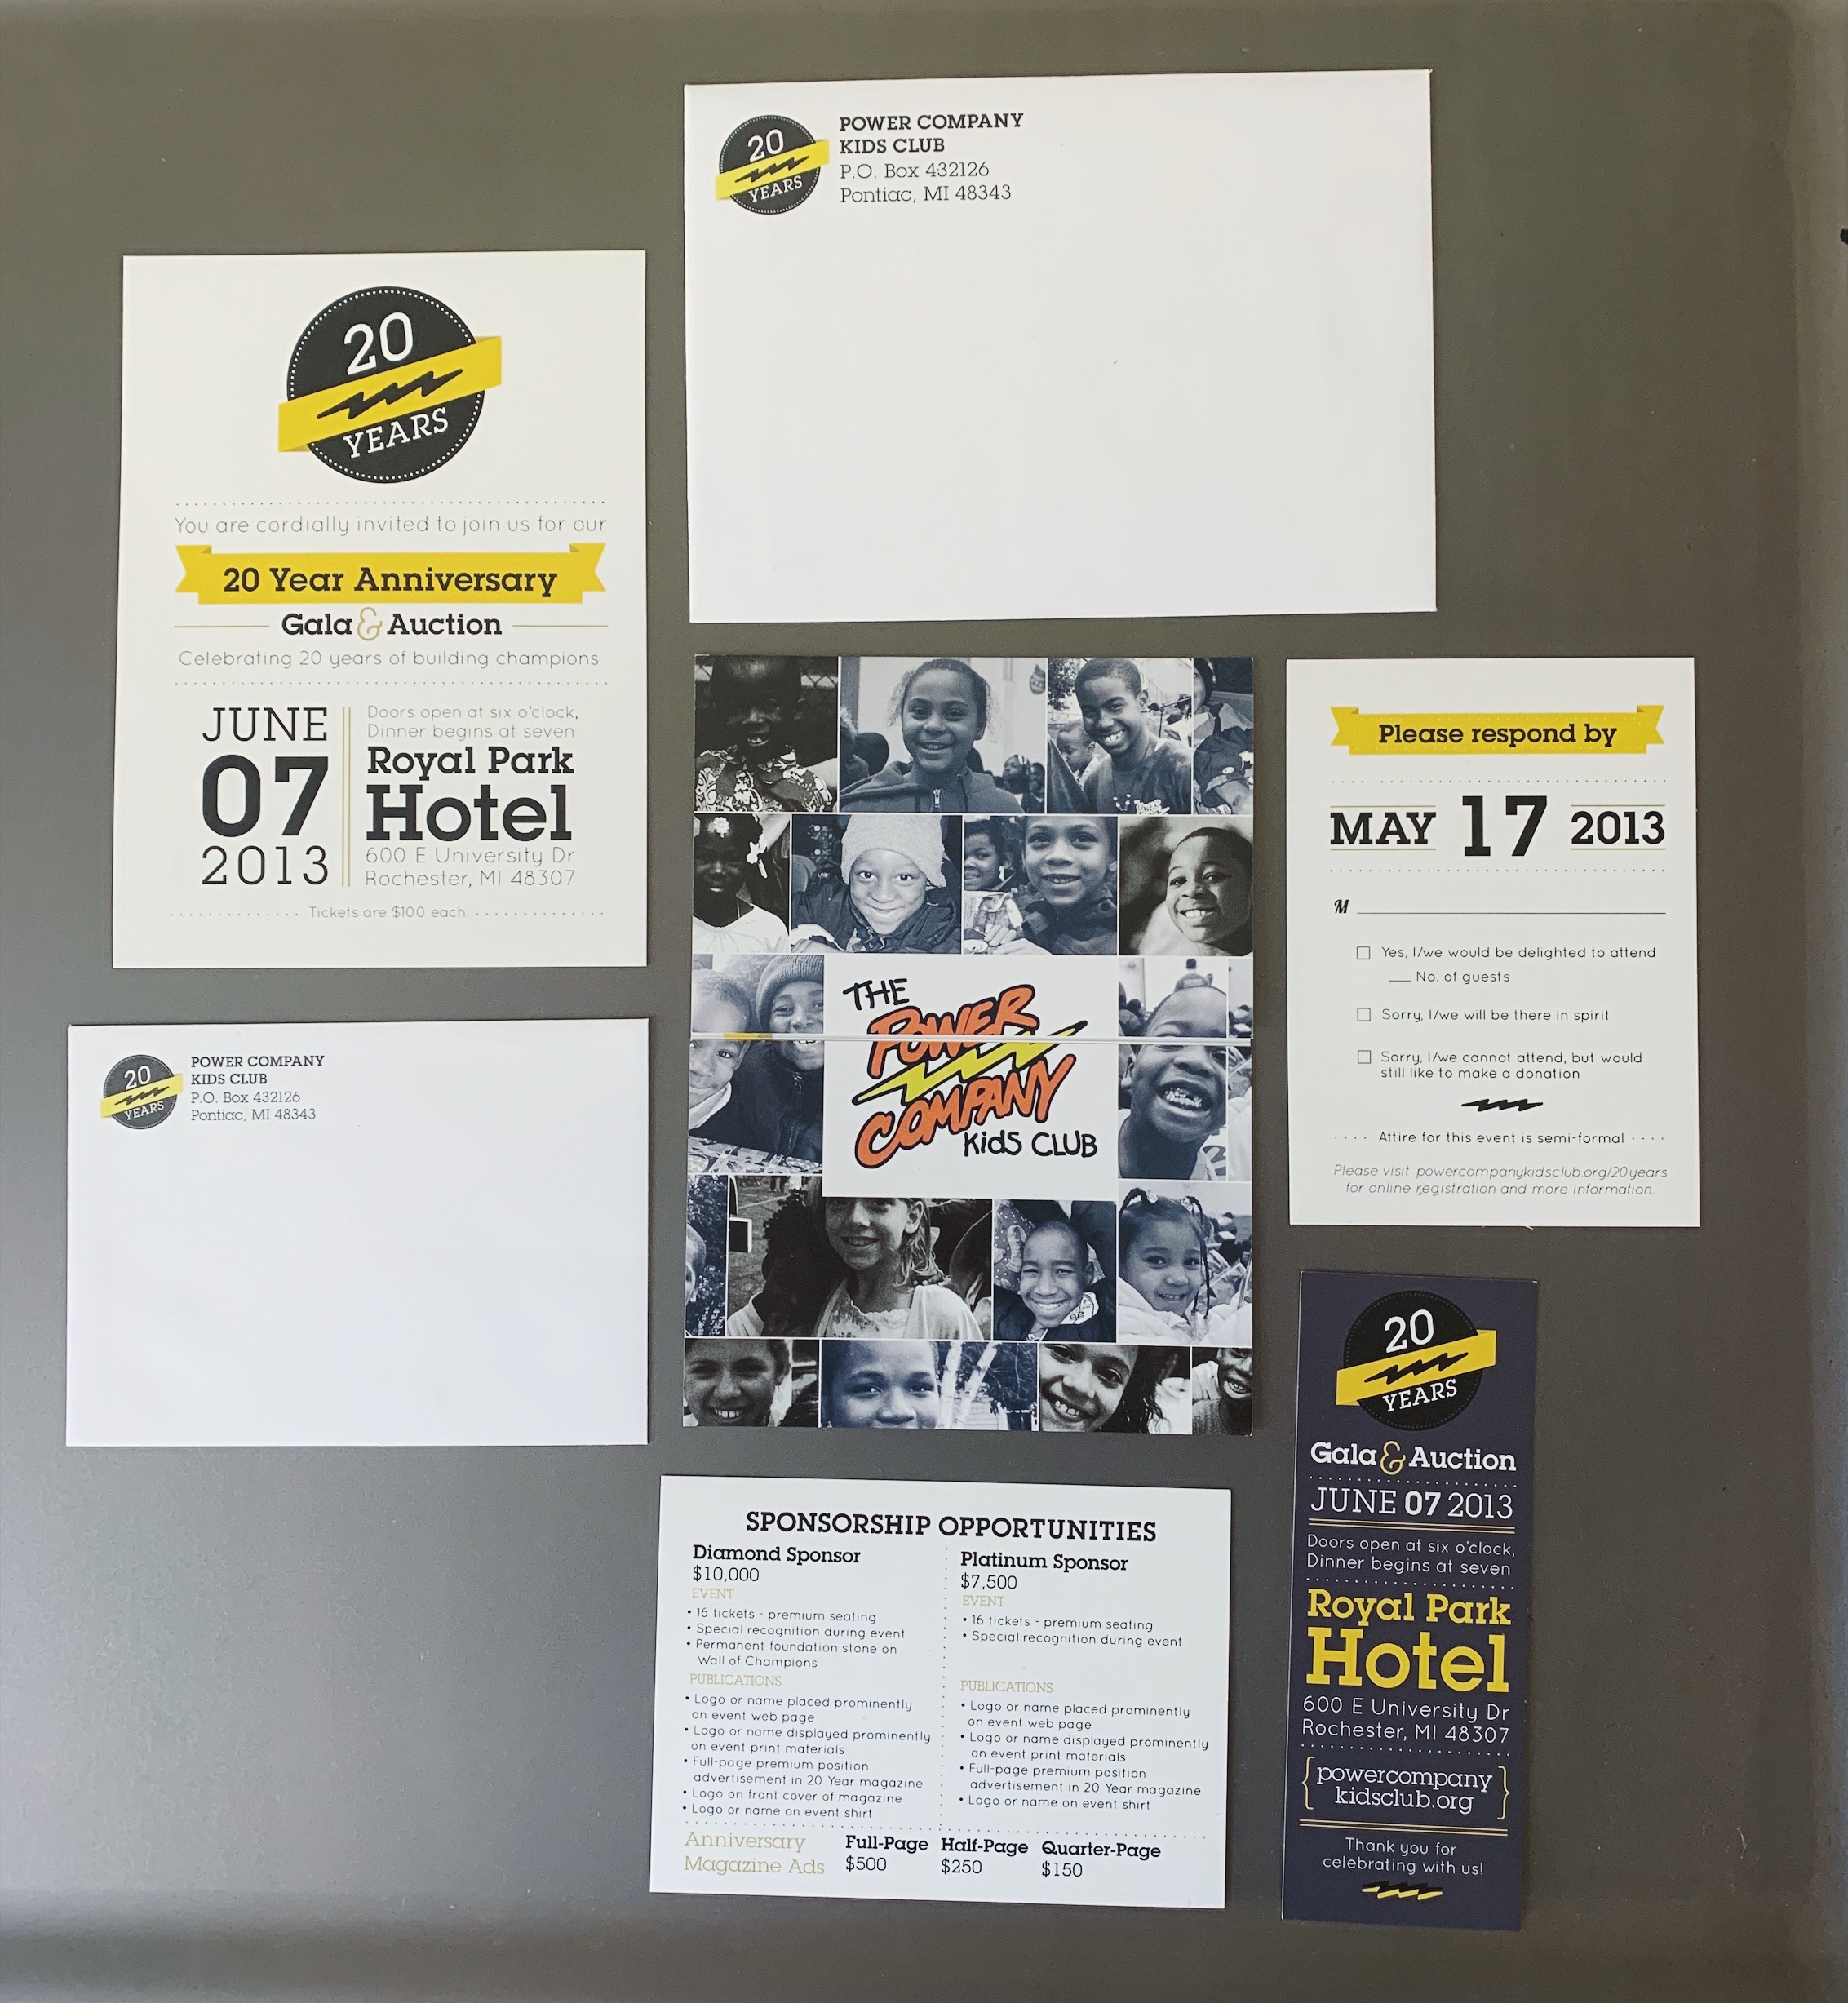 20
YEARS
POWER COMPANY
KIDS CLUB
P.O. Box 432126
Pontiac, MI 48343
20
YEARS
You are cordially invited to join us for our
20 Year Anniversary
Gala & Auction
Celebrating 20 years of building champions
JUNE
07
2013
Doors open at six o'clock,
Dinner begins at seven
Royal Park
Hotel
600 E University Dr
Rochester, MI 48307
Tickets are $100 each
THE
POWER
COMPANY
Kids CLUB
Please respond by
MAY 17 2013
M
Yes, I/we would be delighted to attend
No. of guests
Sorry, I/we will be there in spirit
Sorry, I/we cannot attend, but would
still like to make a donation
Attire for this event is semi-formal
Please visit powercompanykidsclub.org/20years
for online registration and more information.
20
YEARS
POWER COMPANY
KIDS CLUB
P.O. Box 432126
Pontiac, MI 48343
SPONSORSHIP OPPORTUNITIES
Diamond Sponsor
$10,000
EVENT
• 16 tickets - premium seating
• Special recognition during event
• Permanent foundation stone on
Wall of Champions
PUBLICATIONS
• Logo or name placed prominently
on event web page
• Logo or name displayed prominently
on event print materials
• Full-page premium position
advertisement in 20 Year magazine
• Logo on front cover of magazine
• Logo or name on event shirt
Platinum Sponsor
$7,500
EVENT
• 16 tickets - premium seating
• Special recognition during event
PUBLICATIONS
• Logo or name placed prominently
on event web page
• Logo or name displayed prominently
on event print materials
• Full-page premium position
advertisement in 20 Year magazine
• Logo or name on event shirt
Anniversary
Magazine Ads
Full-Page Half-Page Quarter-Page
$500 $250 $150
20
YEARS
Gala & Auction
JUNE 07 2013
Doors open at six o'clock,
Dinner begins at seven
Royal Park
Hotel
600 E University Dr
Rochester, MI 48307
{powercompany
kidsclub.org}
Thank you for
celebrating with us!